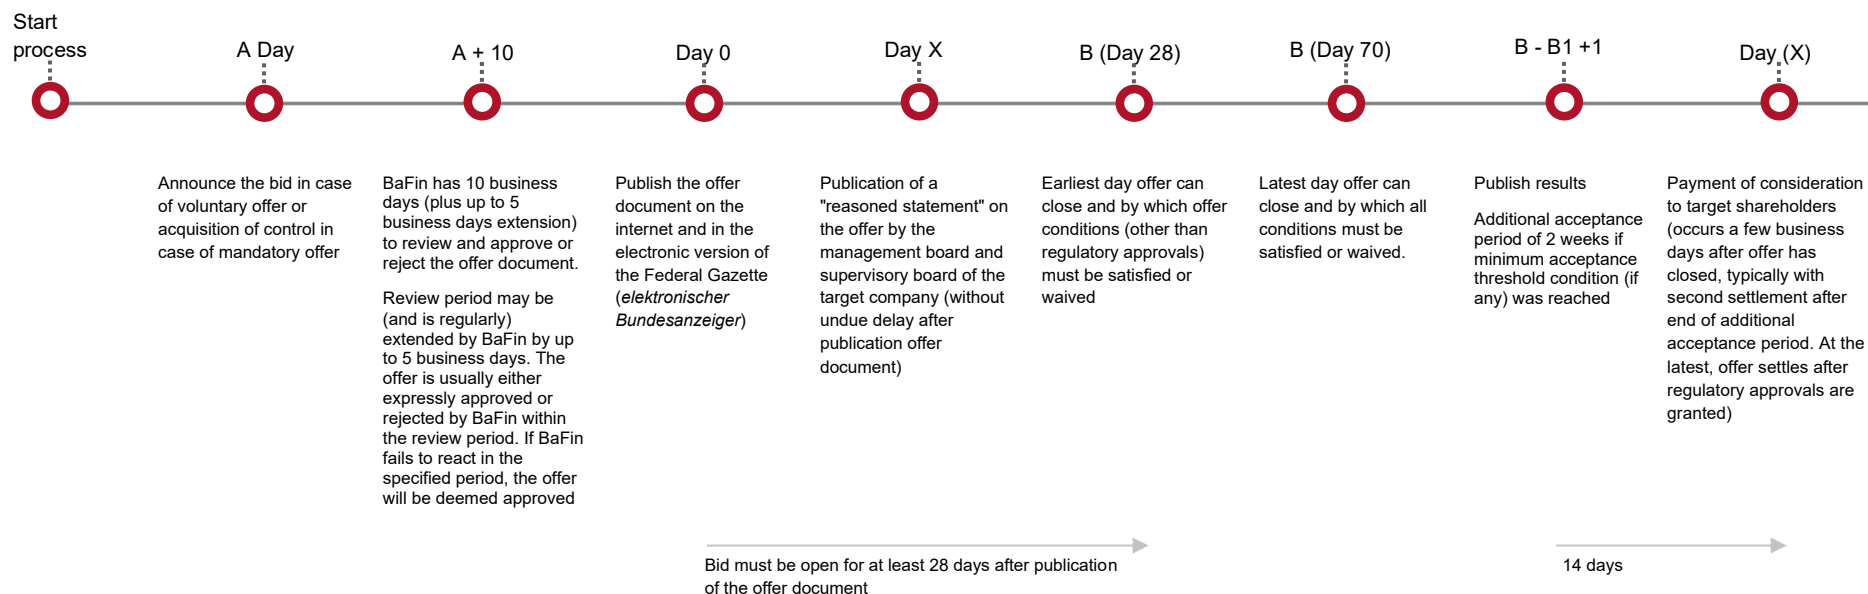 Start
process
A Day
A + 10
Day 0
Day X
B (Day 28)
B (Day 70)
B - B1 +1
Day (X)
Announce the bid in case
of voluntary offer or
acquisition of control in
case of mandatory offer
BaFin has 10 business
days (plus up to 5
business days extension)
to review and approve or
reject the offer document.
Review period may be
(and is regularly)
extended by BaFin by up
to 5 business days. The
offer is usually either
expressly approved or
rejected by BaFin within
the review period. If BaFin
fails to react in the
specified period, the offer
will be deemed approved
Publish the offer
document on the
internet and in the
electronic version of
the Federal Gazette
(elektronischer
Bundesanzeiger)
Publication of a
"reasoned statement" on
the offer by the
management board and
supervisory board of the
target company (without
undue delay after
publication offer
document)
Earliest day offer can
close and by which offer
conditions (other than
regulatory approvals)
must be satisfied or
waived
Latest day offer can
close and by which all
conditions must be
satisfied or waived.
Publish results
Additional acceptance
period of 2 weeks if
minimum acceptance
threshold condition (if
any) was reached
Payment of consideration
to target shareholders
(occurs a few business
days after offer has
closed, typically with
second settlement after
end of additional
acceptance period. At the
latest, offer settles after
regulatory approvals are
granted)
Bid must be open for at least 28 days after publication
of the offer document
14 days